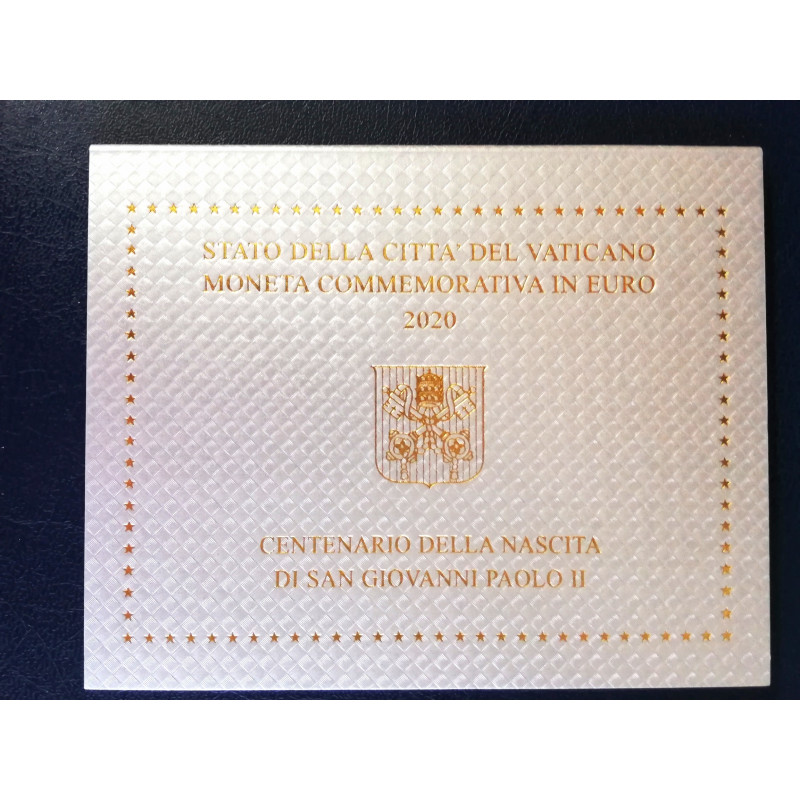 STATO DELLA CITTA' DEL VATICANO
MONETA COMMEMORATIVA IN EURO
2020
CENTENARIO DELLA NASCITA
DI SAN GIOVANNI PAOLO II